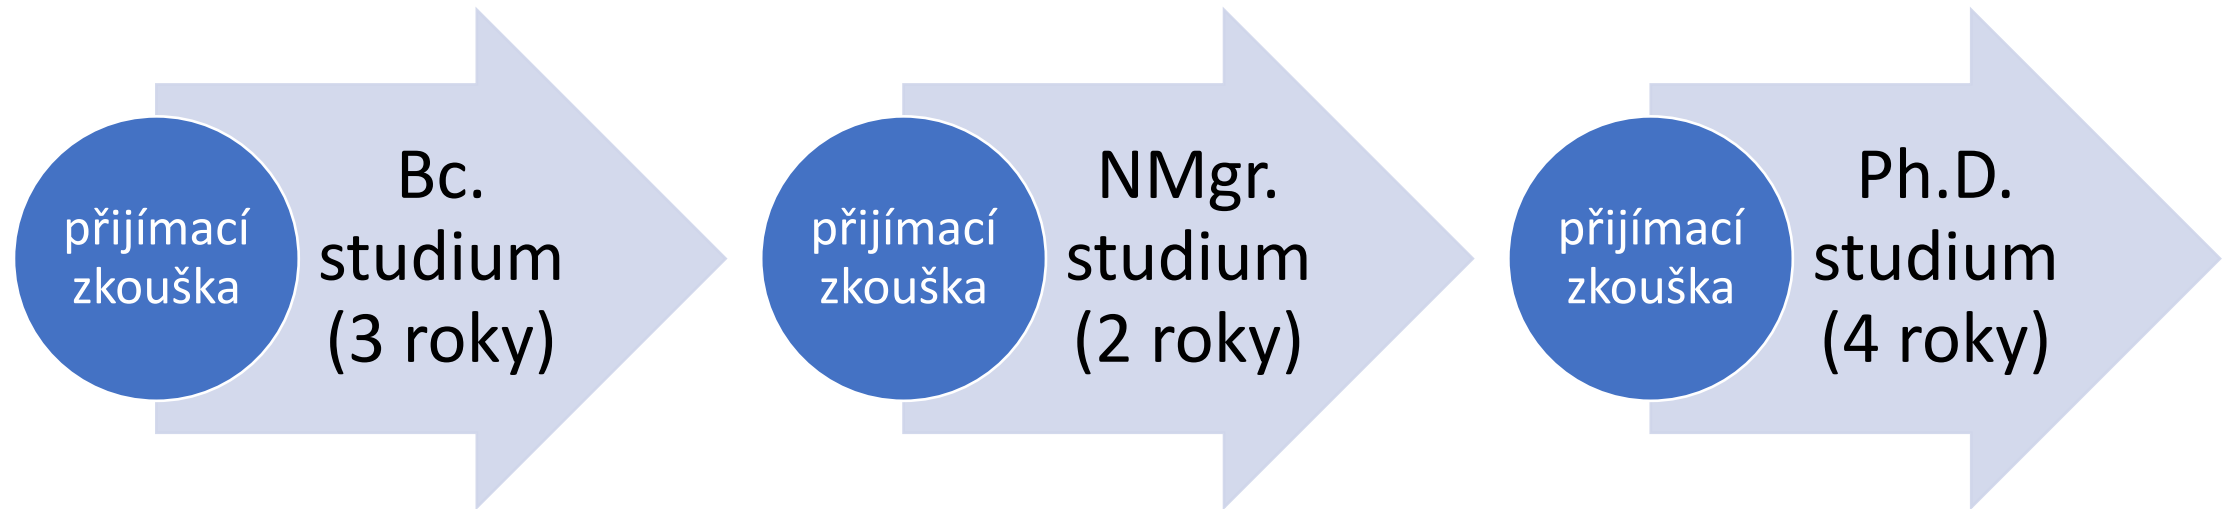 přijímací
zkouška
Bc.
studium
(3 roky)
přijímací
zkouška
NMgr.
studium
(2 roky)
přijímací
zkouška
Ph.D.
studium
(4 roky)